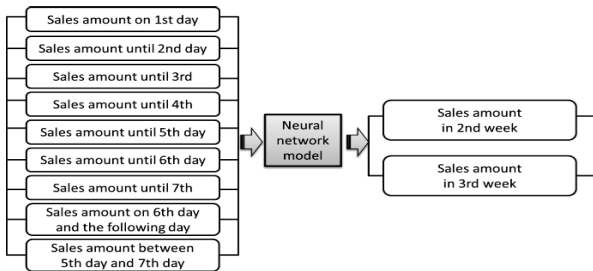 Sales amount on 1st day
Sales amount until 2nd day
Sales amount until 3rd
Sales amount until 4th
Sales amount until 5th day
Sales amount until 6th day
Sales amount until 7th
Sales amount on 6th day
and the following day
Sales amount between
5th day and 7th day
Neural
network
model
Sales amount
in 2nd week
Sales amount
in 3rd week